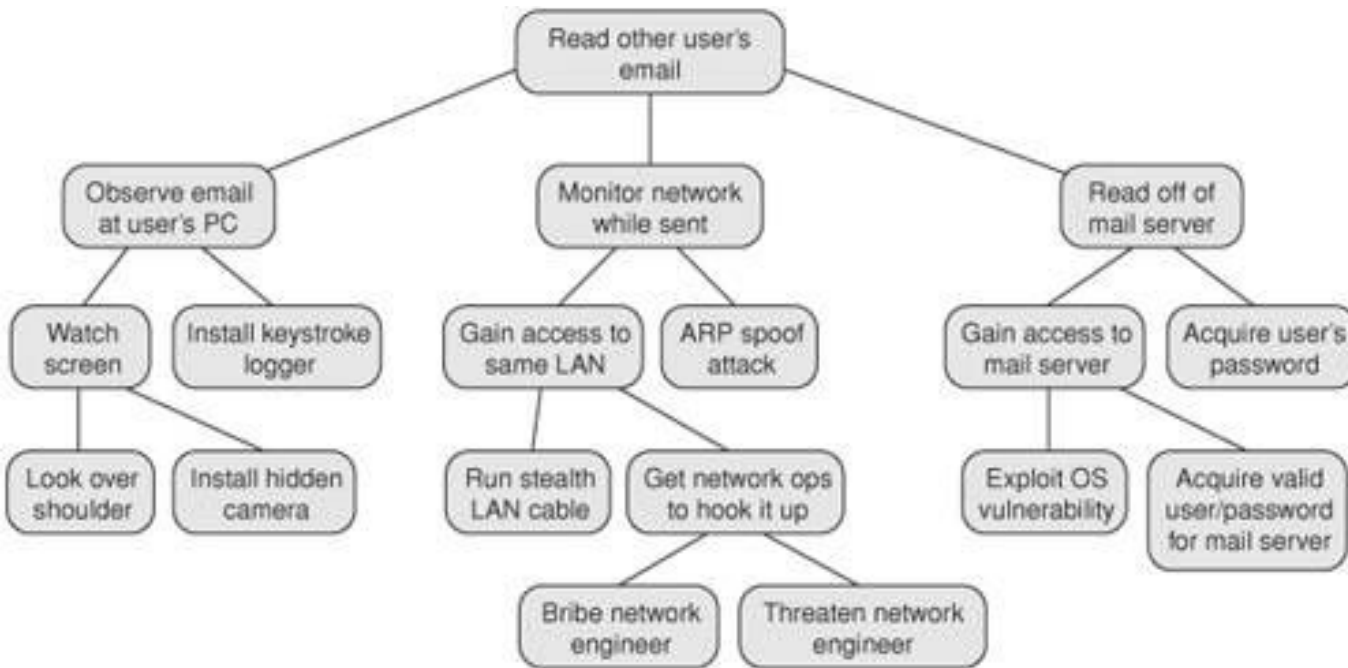 Read other user's
email
Observe email
at user's PC
Monitor network
while sent
Read off of
mail server
Watch
screen
Install keystroke
logger
Gain access to
same LAN
ARP spoof
attack
Gain access to
mail server
Acquire user's
password
Look over
shoulder
Install hidden
camera
Run stealth
LAN cable
Get network ops
to hook it up
Exploit OS
vulnerability
Acquire valid
user/password
for mail server
Bribe network
engineer
Threaten network
engineer